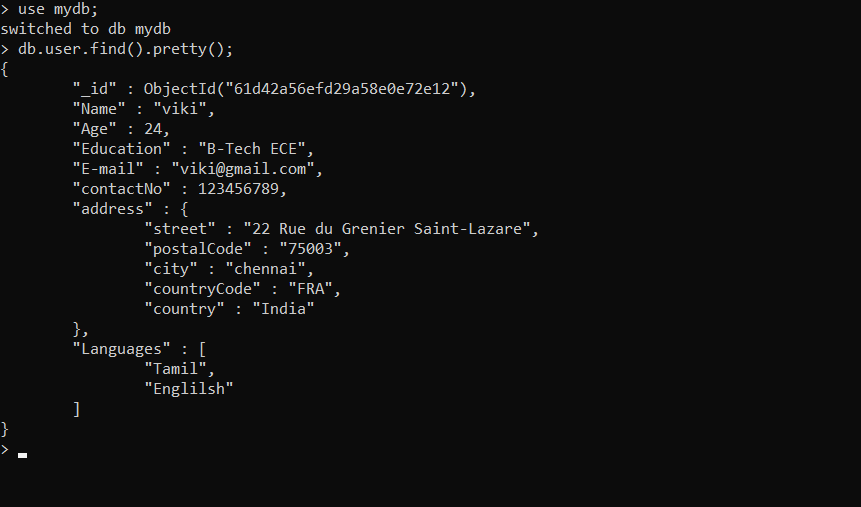 > use mydb;
switched to db mydb
> db.user.find().pretty();
{
        "_id" : ObjectId("61d42a56efd29a58e0e72e12"),
        "Name" : "viki",
        "Age" : 24,
        "Education" : "B-Tech ECE",
        "E-mail" : "viki@gmail.com",
        "contactNo" : 123456789,
        "address" : {
                "street" : "22 Rue du Grenier Saint-Lazare",
                "postalCode" : "75003",
                "city" : "chennai",
                "countryCode" : "FRA",
                "country" : "India"
        },
        "Languages" : [
                "Tamil",
                "Englilsh"
        ]
}
>